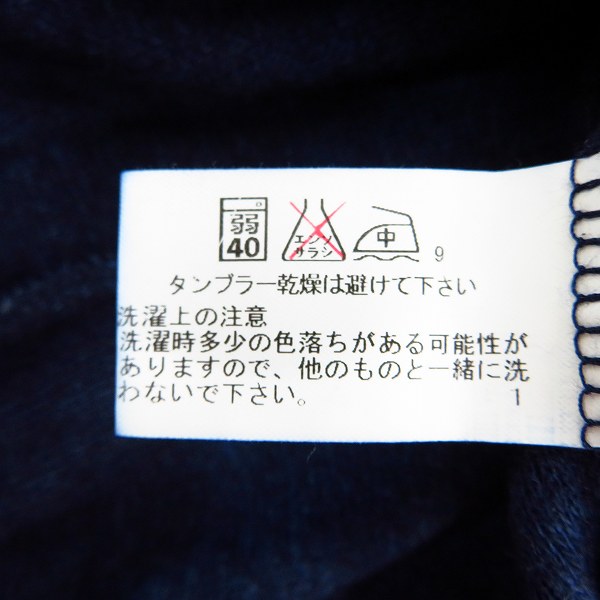 弱
40
エンソ
サラシ
中
9
タンブラー乾燥は避けて下さい
洗濯上の注意
洗濯時多少の色落ちがある可能性が
ありますので、他のものと一緒に洗
わないで下さい。 1